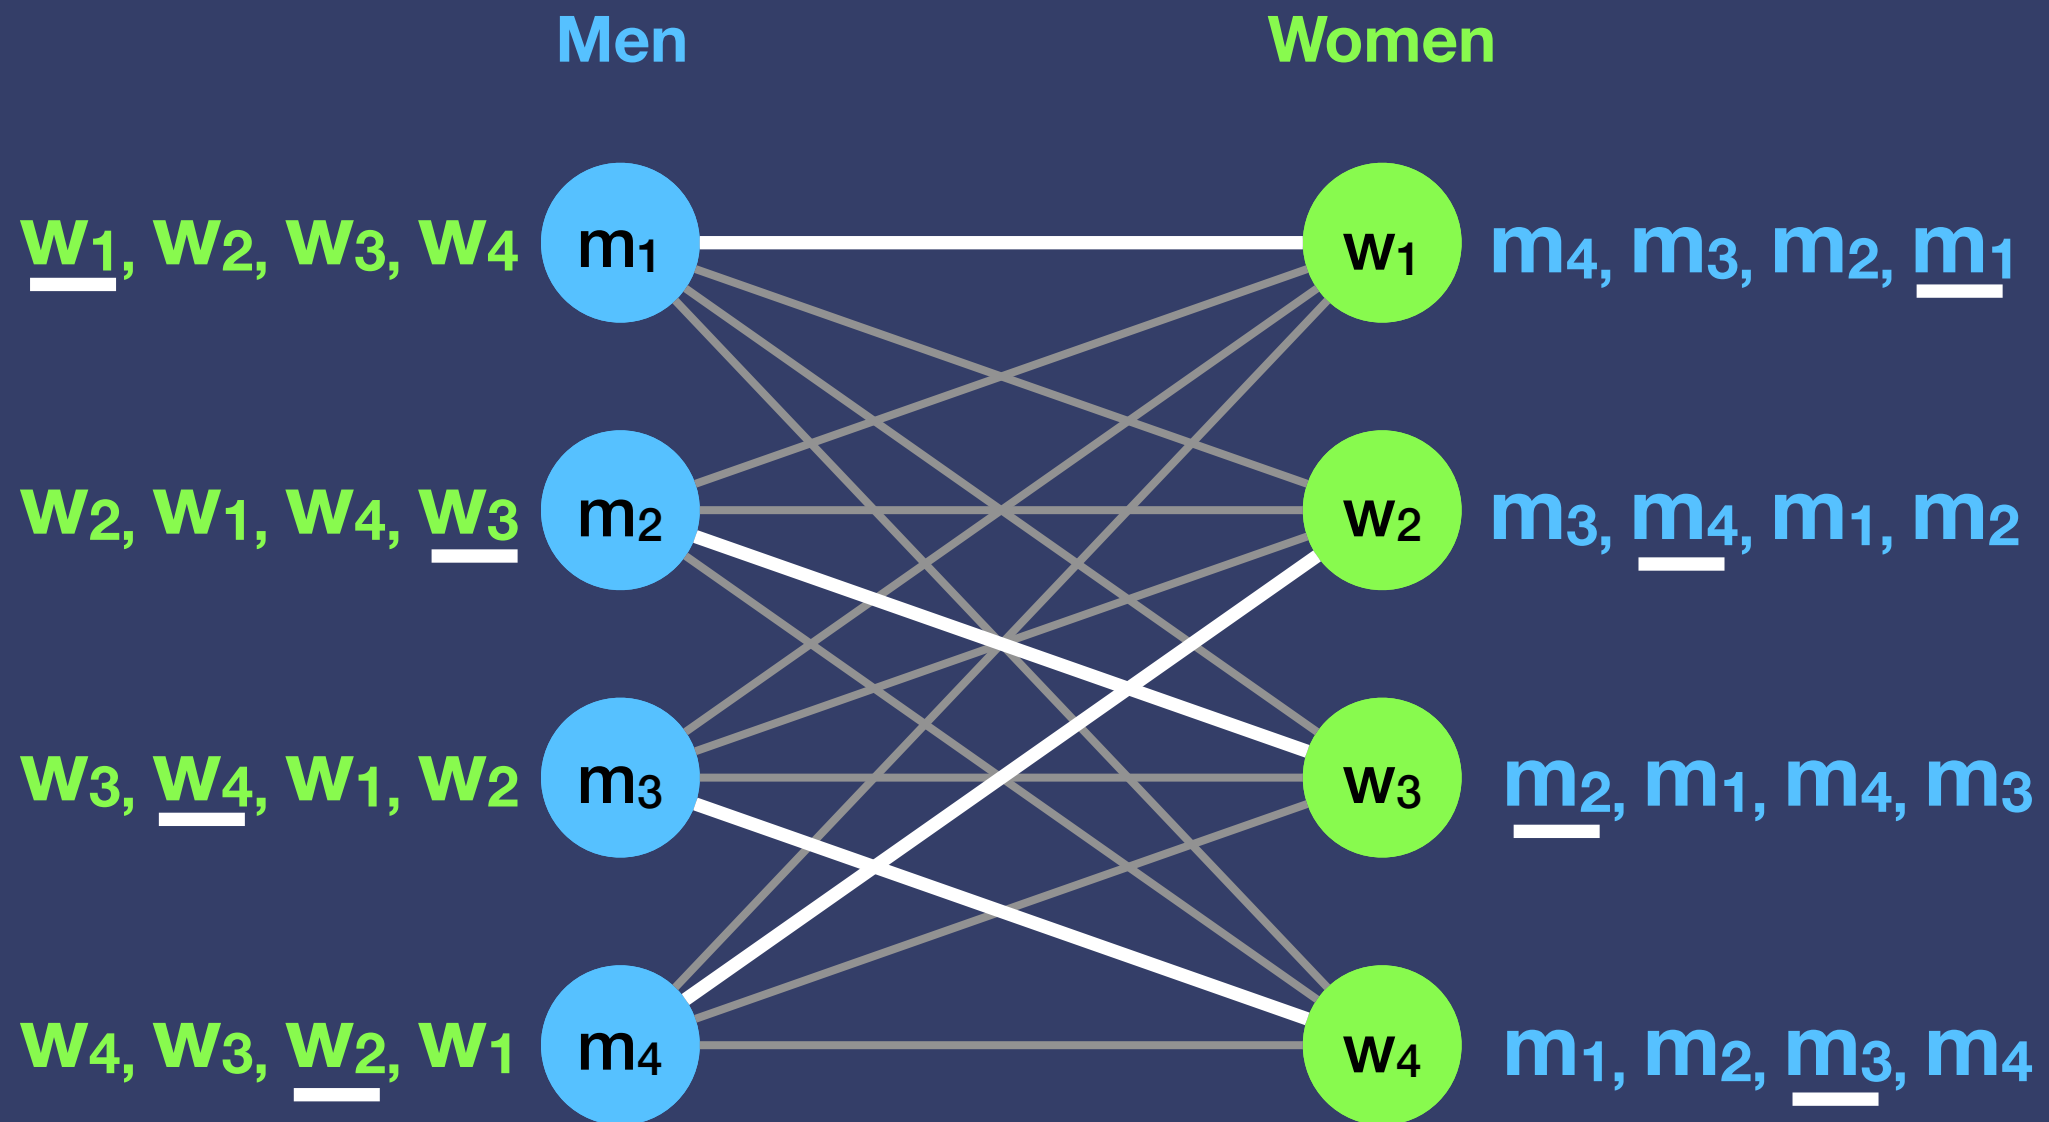 Men Women
w1, w2, w3, w4 m1 w1 m4, m3, m2, m1
w2, w1, w4, w3 m2 w2 m3, m4, m1, m2
w3, w4, w1, w2 m3 w3 m2, m1, m4, m3
w4, w3, w2, w1 m4 w4 m1, m2, m3, m4